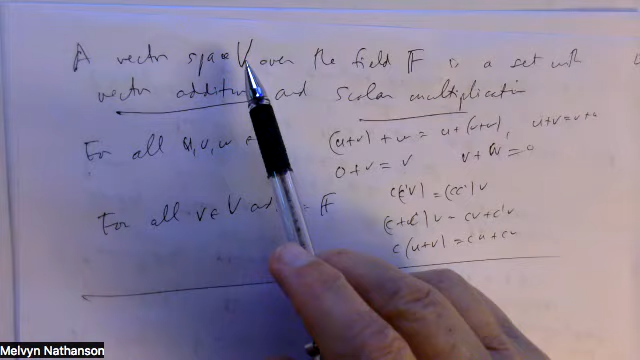 A vector space V over the field F is a set with
vector addition and scalar multiplication
For all u, v, w ∈ (u+v) + w = u + (v+w), u+v = v+u
0 + v = v v + w = 0
For all v ∈ V F c(c'v) = (cc')v
(c+c')v = cv + c'v
c(u+v) = cu + cv
Melvyn Nathanson